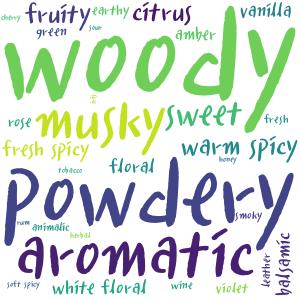 cherry fruity earthy citrus vanilla
green sour amber
woody
rose musky sweet fresh
fresh spicy floral warm spicy
tobacco honey
powdery
rum animalic herbal smoky
aromatic
leather balsamic
soft spicy white floral wine violet